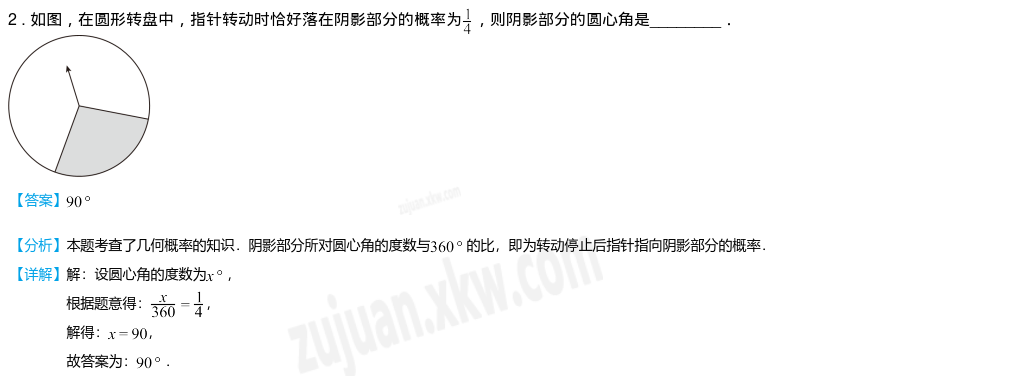 2．如图，在圆形转盘中，指针转动时恰好落在阴影部分的概率为1/4，则阴影部分的圆心角是________．
【答案】90°
zujuan.xkw.com
【分析】本题考查了几何概率的知识．阴影部分所对圆心角的度数与360°的比，即为转动停止后指针指向阴影部分的概率．
【详解】解：设圆心角的度数为x°，
根据题意得：x/360=1/4，
解得：x=90，
故答案为：90°．
zujuan.xkw.com